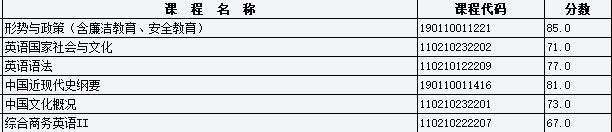 课 程 名 称 课程代码 分数
形势与政策（含廉洁教育、安全教育） 190110011221 85.0
英语国家社会与文化 110210232202 71.0
英语语法 110210122209 77.0
中国近现代史纲要 190110011416 81.0
中国文化概况 110210232201 73.0
综合商务英语II 110210222207 67.0